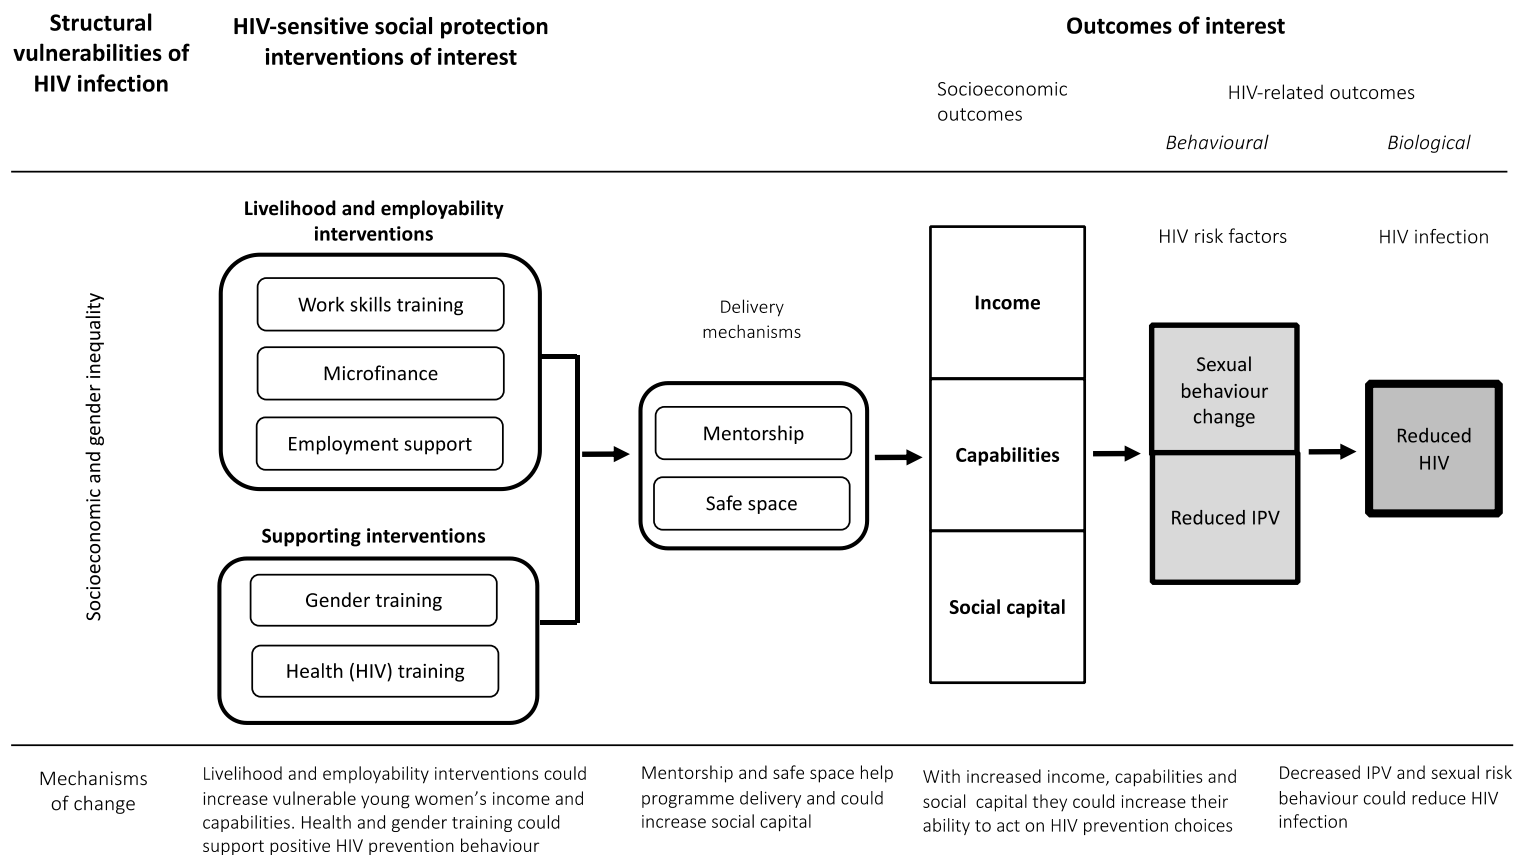 Structural
vulnerabilities of
HIV infection
HIV-sensitive social protection
interventions of interest
Outcomes of interest
Socioeconomic
outcomes
HIV-related outcomes
Behavioural
Biological
Socioeconomic and gender inequality
Livelihood and employability
interventions
Work skills training
Microfinance
Employment support
Supporting interventions
Gender training
Health (HIV) training
Delivery
mechanisms
Mentorship
Safe space
Income
Capabilities
Social capital
HIV risk factors
Sexual
behaviour
change
Reduced IPV
HIV infection
Reduced
HIV
Mechanisms
of change
Livelihood and employability interventions could
increase vulnerable young women’s income and
capabilities. Health and gender training could
support positive HIV prevention behaviour
Mentorship and safe space help
programme delivery and could
increase social capital
With increased income, capabilities and
social capital they could increase their
ability to act on HIV prevention choices
Decreased IPV and sexual risk
behaviour could reduce HIV
infection